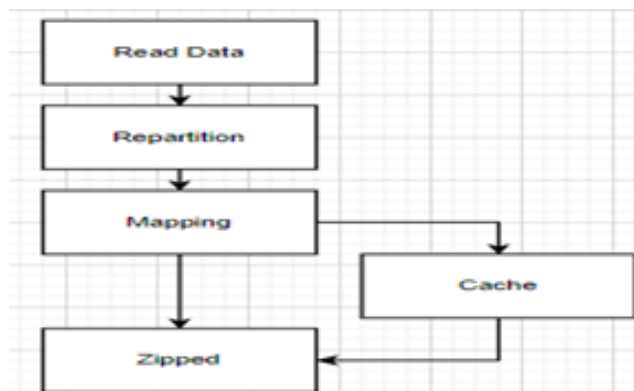 Read Data
Repartition
Mapping
Cache
Zipped